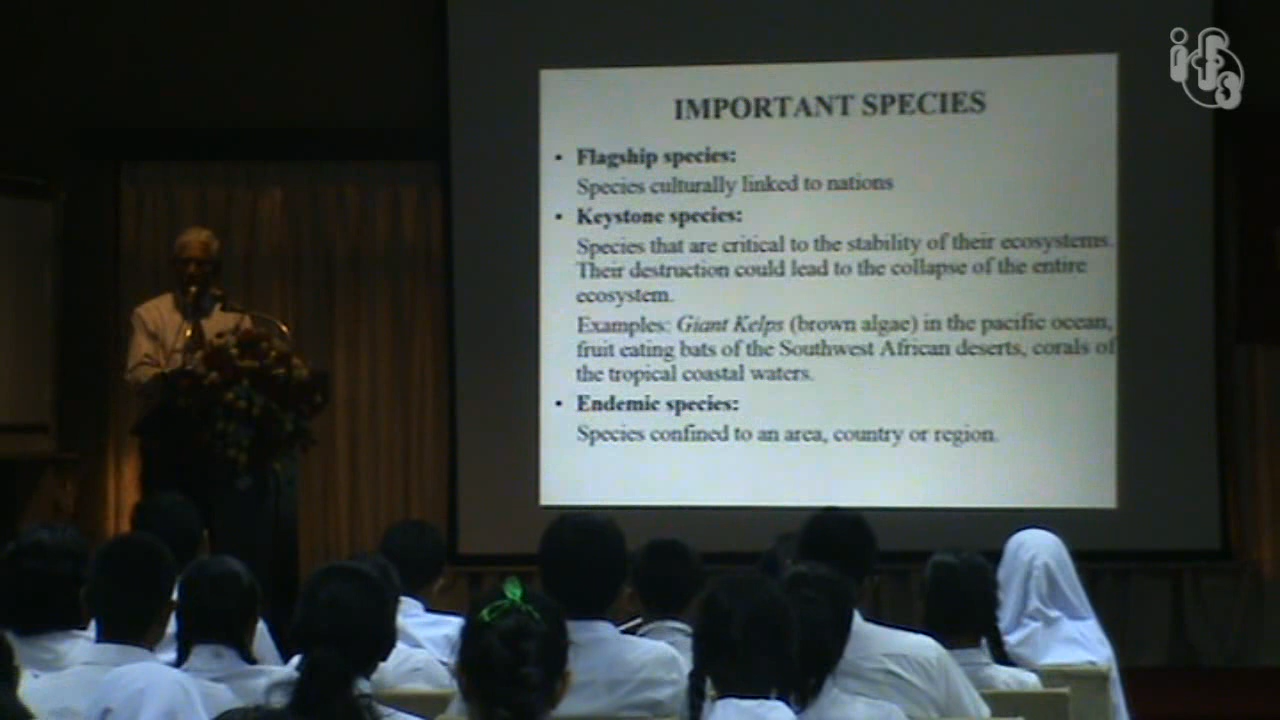 IMPORTANT SPECIES
• Flagship species:
Species culturally linked to nations
• Keystone species:
Species that are critical to the stability of their ecosystems.
Their destruction could lead to the collapse of the entire
ecosystem.
Examples: Giant Kelps (brown algae) in the pacific ocean,
fruit eating bats of the Southwest African deserts, corals of
the tropical coastal waters.
• Endemic species:
Species confined to an area, country or region.